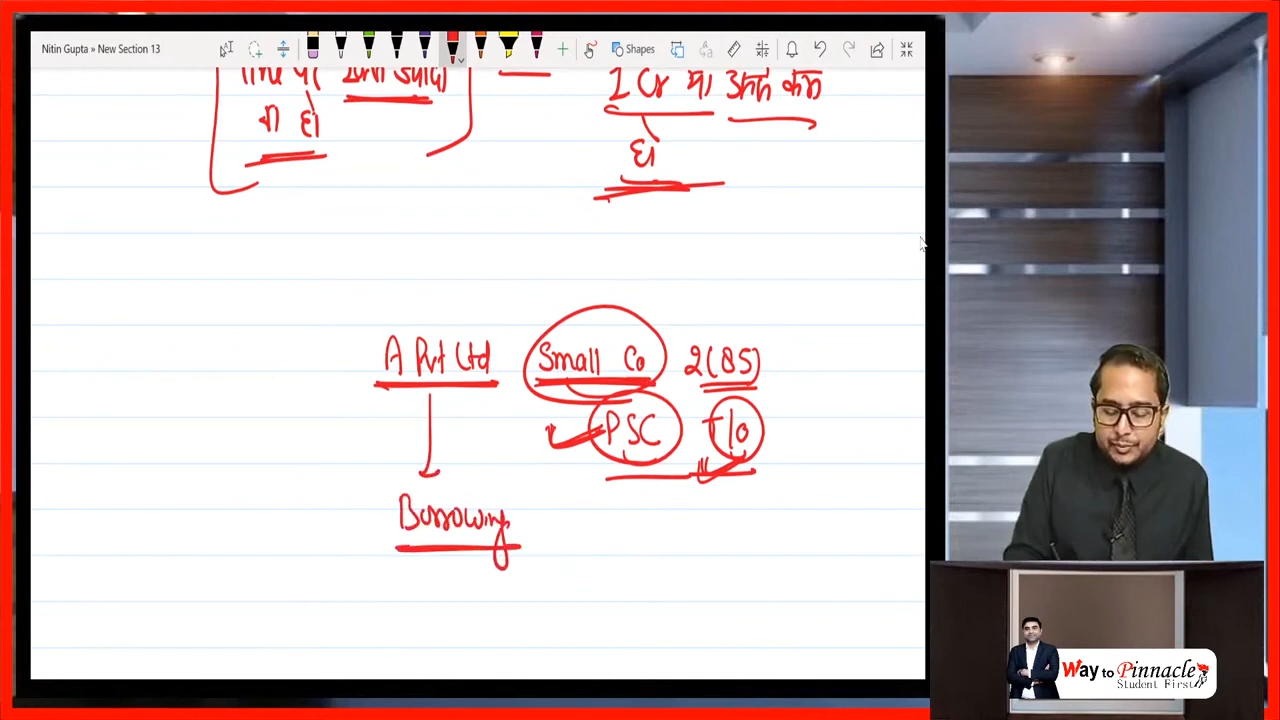 Nitin Gupta » New Section 13
Shapes
1 Cr या उससे कम
न हो
हो
A Pvt Ltd Small Co 2(85)
PSC T/o
Borrowing
Way to Pinnacle
Student First